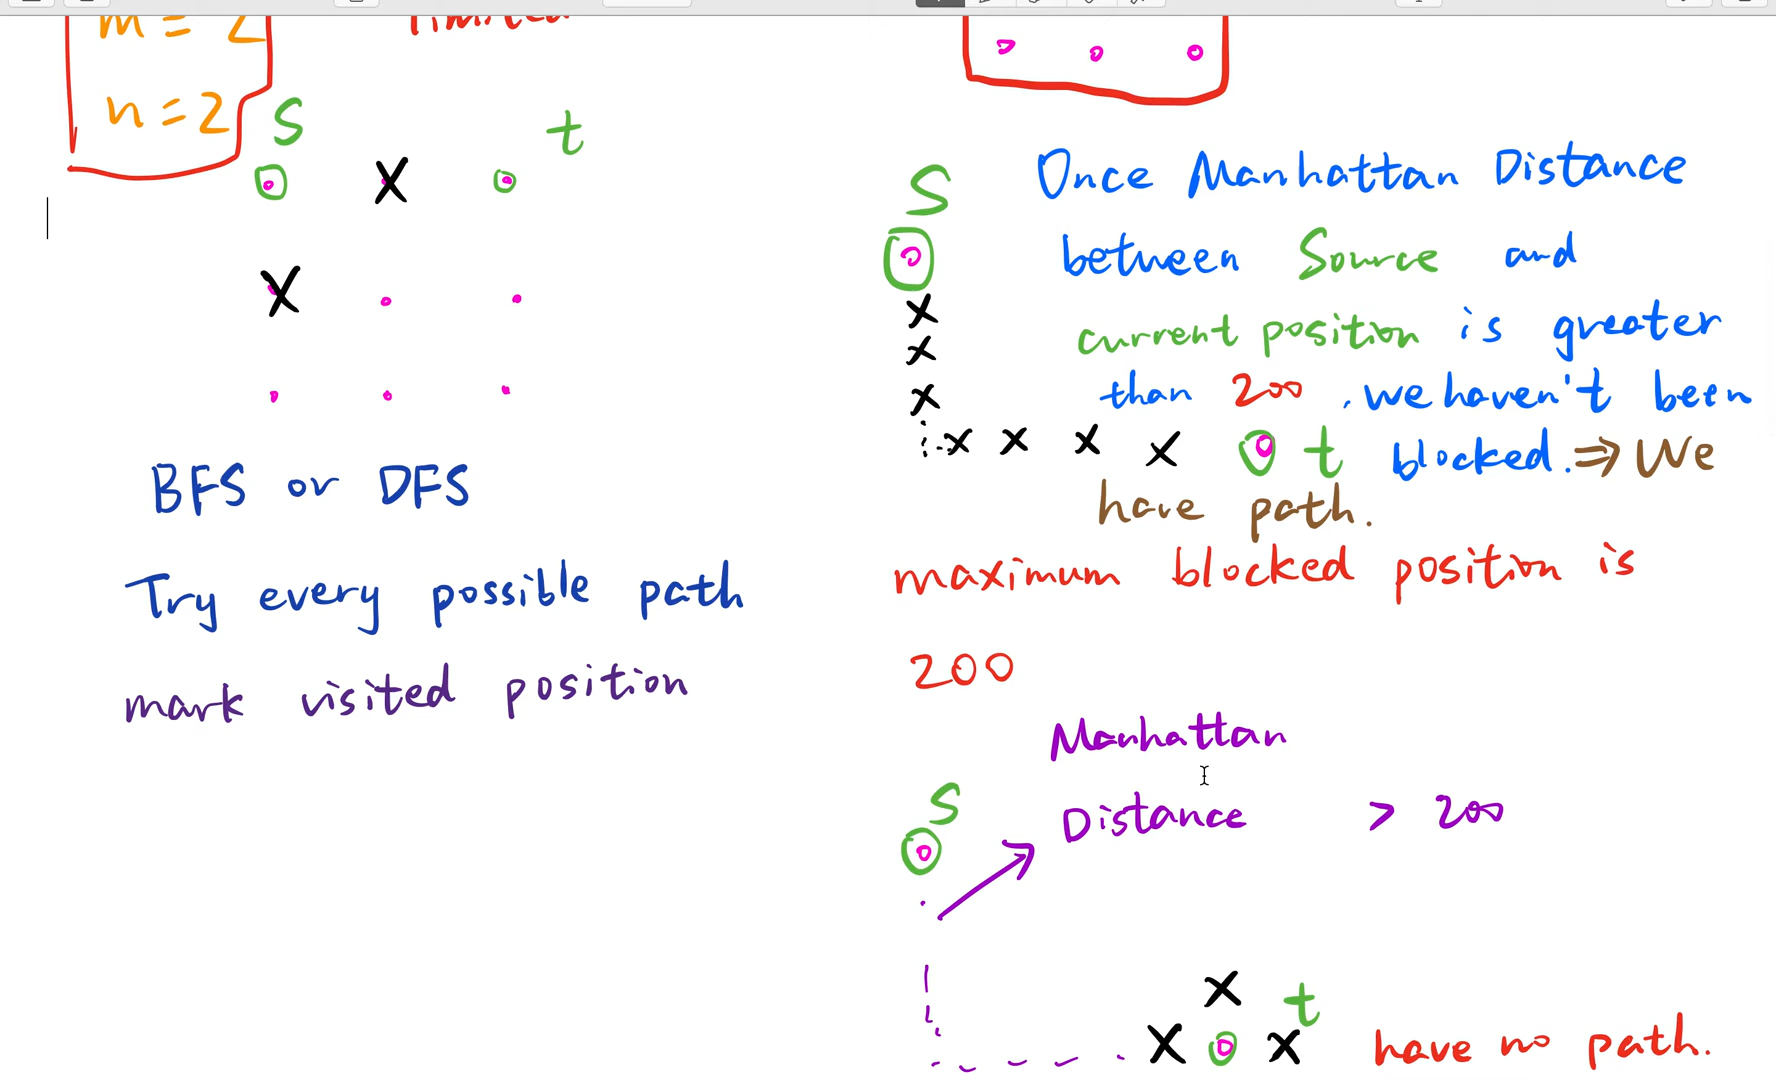 m = 2
limited
n = 2
S
t
X
X
BFS or DFS
Try every possible path
mark visited position
S
Once Manhattan Distance
between Source and
current position is greater
than 200, we haven't been
x
x
x
x x x x t blocked. ⇒ We
have path.
maximum blocked position is
200
Manhattan
S
Distance > 200
X t
X X have no path.